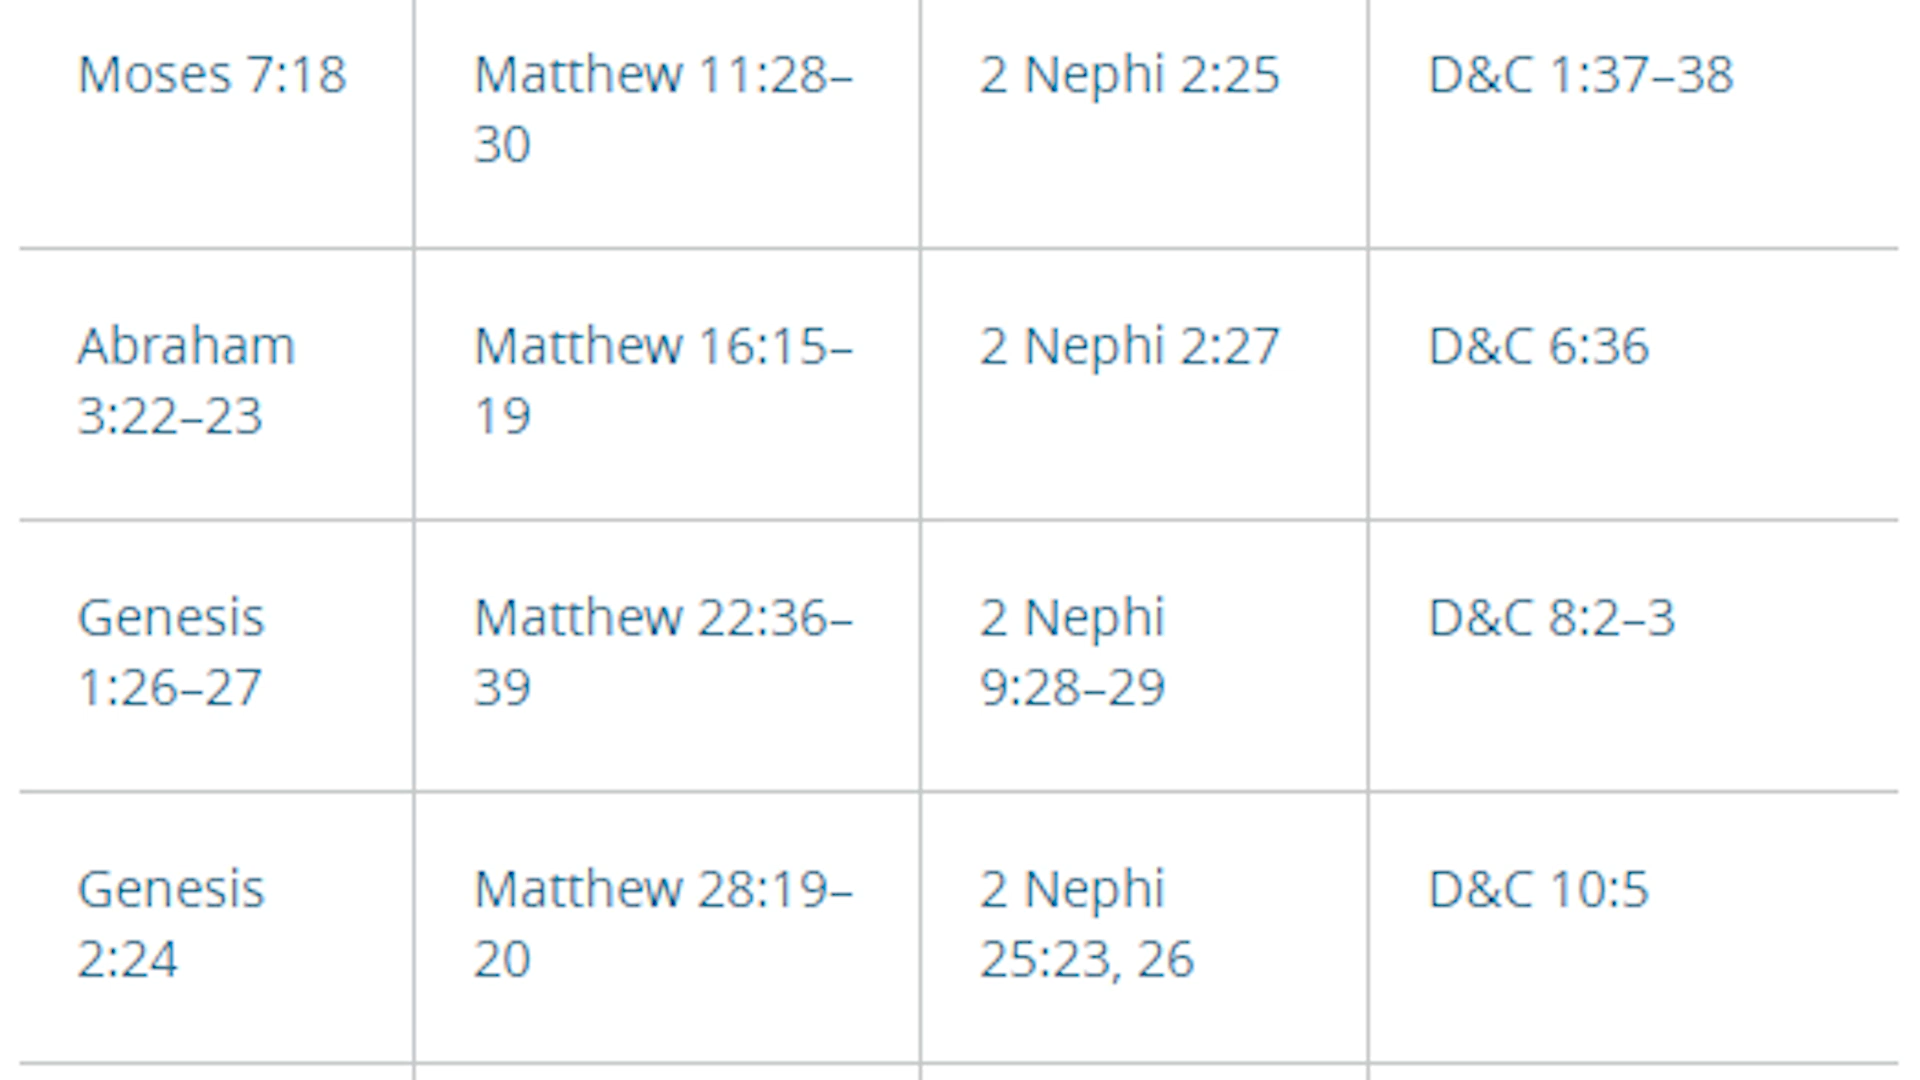 Moses 7:18
Matthew 11:28–
30
2 Nephi 2:25
D&C 1:37–38
Abraham
3:22–23
Matthew 16:15–
19
2 Nephi 2:27
D&C 6:36
Genesis
1:26–27
Matthew 22:36–
39
2 Nephi
9:28–29
D&C 8:2–3
Genesis
2:24
Matthew 28:19–
20
2 Nephi
25:23, 26
D&C 10:5